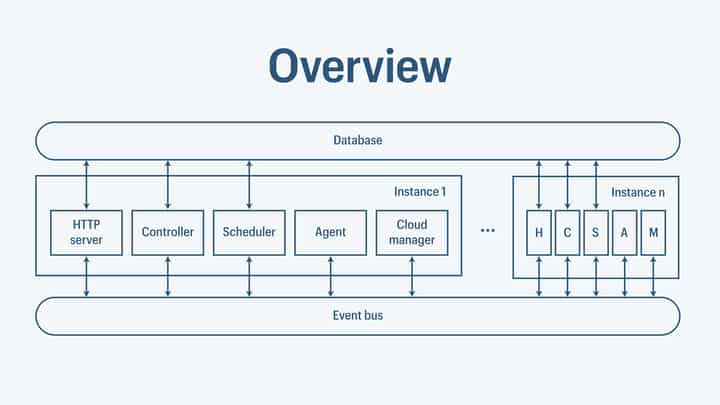 Overview
Database
Instance 1
HTTP
server
Controller
Scheduler
Agent
Cloud
manager
...
Instance n
H
C
S
A
M
Event bus